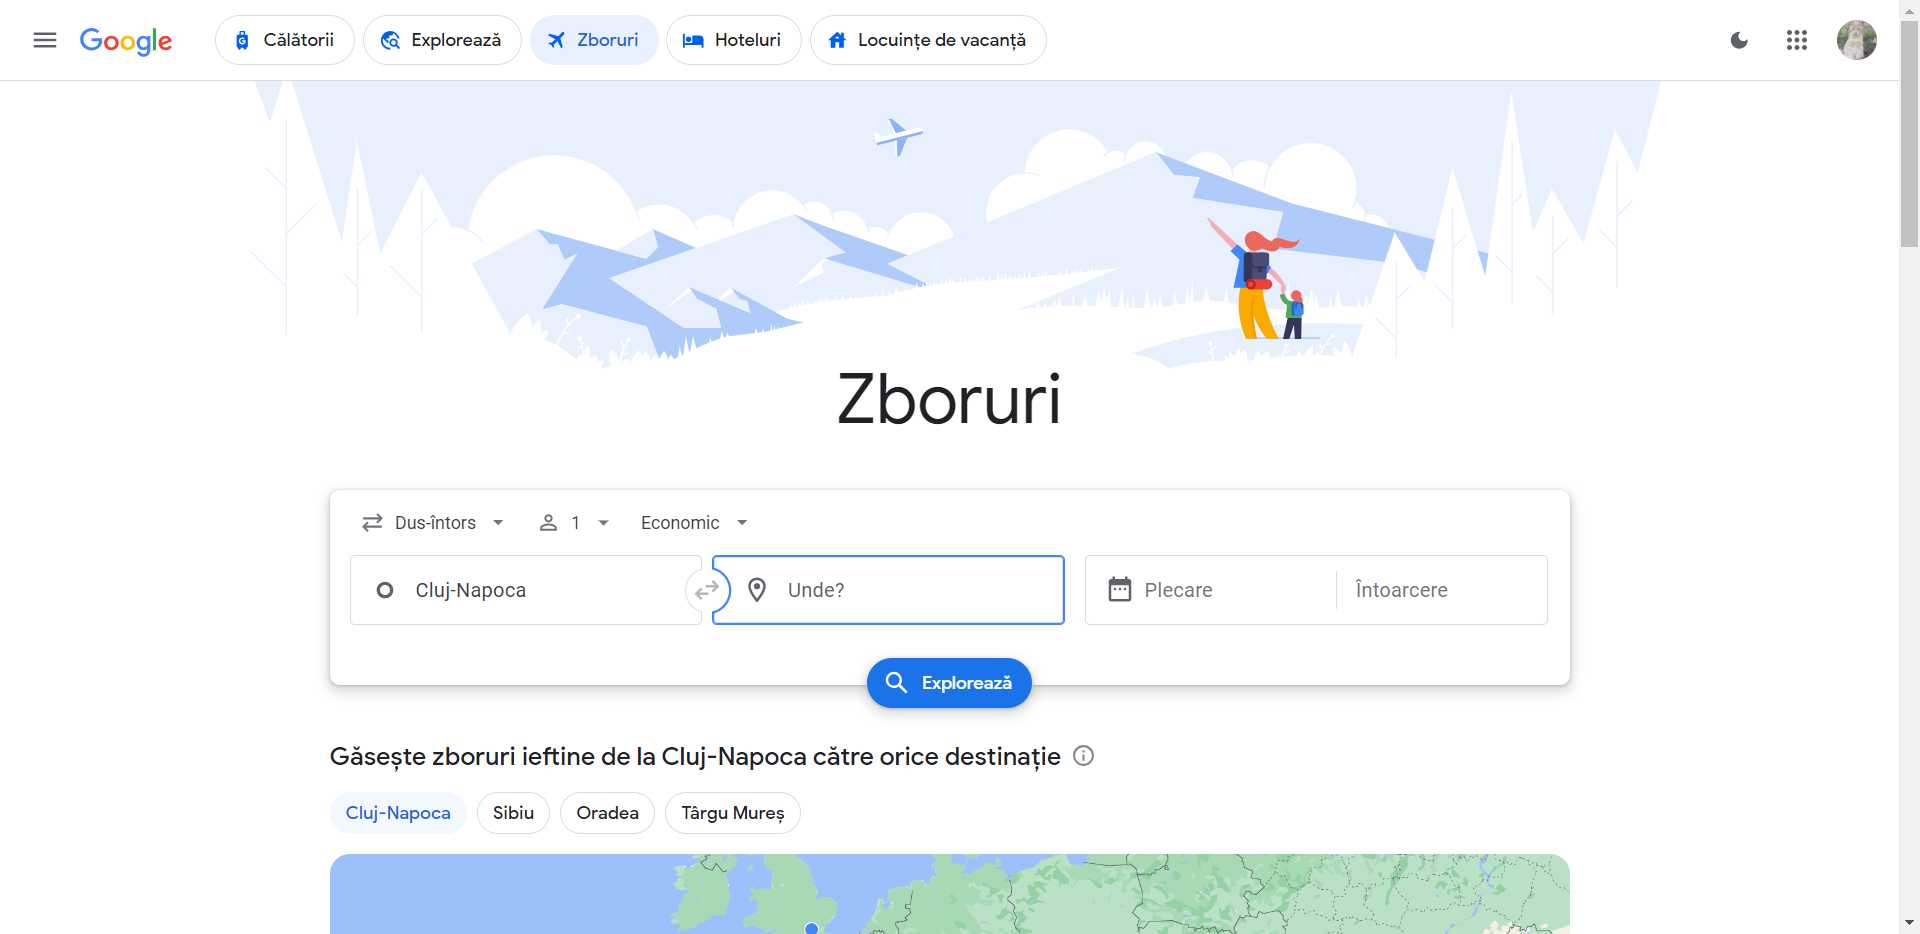 Google
Călătorii
Explorează
Zboruri
Hoteluri
Locuințe de vacanță
Zboruri
Dus-întors
1
Economic
Cluj-Napoca
Unde?
Plecare
Întoarcere
Explorează
Găsește zboruri ieftine de la Cluj-Napoca către orice destinație
Cluj-Napoca
Sibiu
Oradea
Târgu Mureș